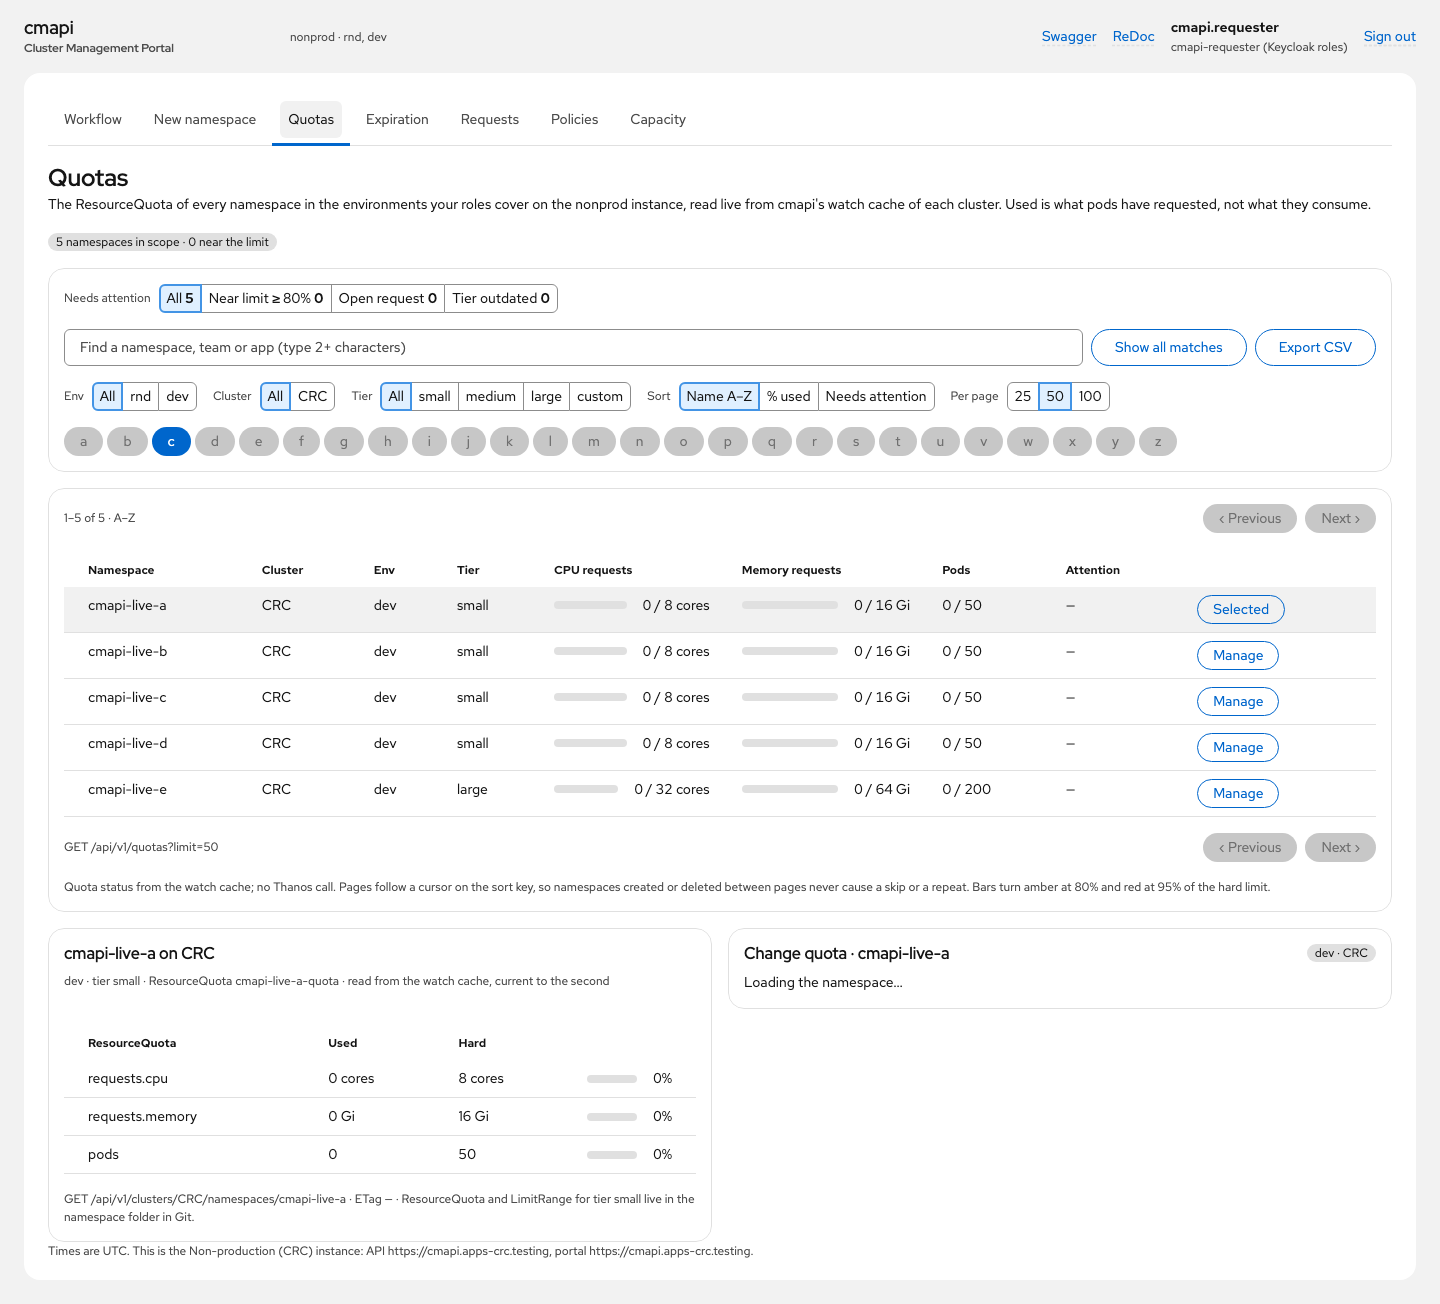 cmapi
Cluster Management Portal
nonprod · rnd, dev
Swagger
ReDoc
cmapi.requester
cmapi-requester (Keycloak roles)
Sign out
Workflow
New namespace
Quotas
Expiration
Requests
Policies
Capacity
Quotas
The ResourceQuota of every namespace in the environments your roles cover on the nonprod instance, read live from cmapi's watch cache of each cluster. Used is what pods have requested, not what they consume.
5 namespaces in scope · 0 near the limit
Needs attention
All 5
Near limit ≥ 80% 0
Open request 0
Tier outdated 0
Find a namespace, team or app (type 2+ characters)
Show all matches
Export CSV
Env
All
rnd
dev
Cluster
All
CRC
Tier
All
small
medium
large
custom
Sort
Name A–Z
% used
Needs attention
Per page
25
50
100
a b c d e f g h i j k l m n o p q r s t u v w x y z
1–5 of 5 · A–Z
‹ Previous
Next ›
Namespace Cluster Env Tier CPU requests Memory requests Pods Attention
cmapi-live-a CRC dev small 0 / 8 cores 0 / 16 Gi 0 / 50 — Selected
cmapi-live-b CRC dev small 0 / 8 cores 0 / 16 Gi 0 / 50 — Manage
cmapi-live-c CRC dev small 0 / 8 cores 0 / 16 Gi 0 / 50 — Manage
cmapi-live-d CRC dev small 0 / 8 cores 0 / 16 Gi 0 / 50 — Manage
cmapi-live-e CRC dev large 0 / 32 cores 0 / 64 Gi 0 / 200 — Manage
GET /api/v1/quotas?limit=50
‹ Previous
Next ›
Quota status from the watch cache; no Thanos call. Pages follow a cursor on the sort key, so namespaces created or deleted between pages never cause a skip or a repeat. Bars turn amber at 80% and red at 95% of the hard limit.
cmapi-live-a on CRC
dev · tier small · ResourceQuota cmapi-live-a-quota · read from the watch cache, current to the second
ResourceQuota Used Hard
requests.cpu 0 cores 8 cores 0%
requests.memory 0 Gi 16 Gi 0%
pods 0 50 0%
GET /api/v1/clusters/CRC/namespaces/cmapi-live-a · ETag — · ResourceQuota and LimitRange for tier small live in the
namespace folder in Git.
Change quota · cmapi-live-a
dev · CRC
Loading the namespace…
Times are UTC. This is the Non-production (CRC) instance: API https://cmapi.apps-crc.testing, portal https://cmapi.apps-crc.testing.